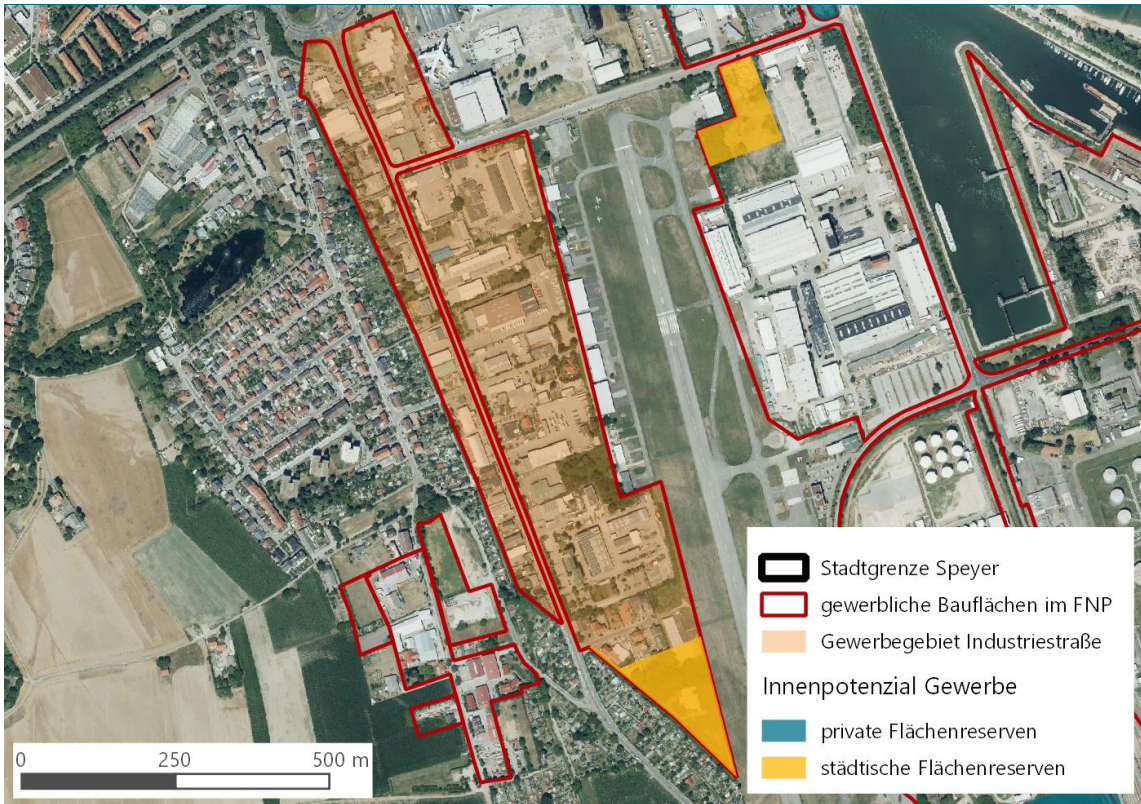 Stadtgrenze Speyer
gewerbliche Bauflächen im FNP
Gewerbegebiet Industriestraße
Innenpotenzial Gewerbe
private Flächenreserven
städtische Flächenreserven
0 250 500 m